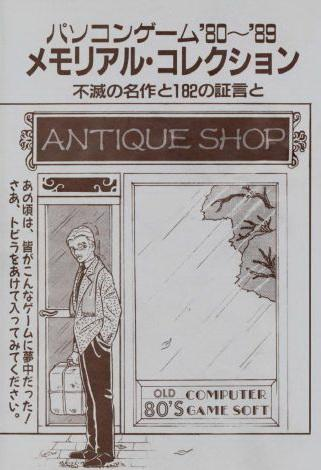 パソコンゲーム'80〜'89
メモリアル・コレクション
不滅の名作と182の証言と
ANTIQUE SHOP
あの頃は、皆がこんなゲームに夢中だった!
さあ、トビラをあけて入ってみてください。
OLD COMPUTER
80'S GAME SOFT